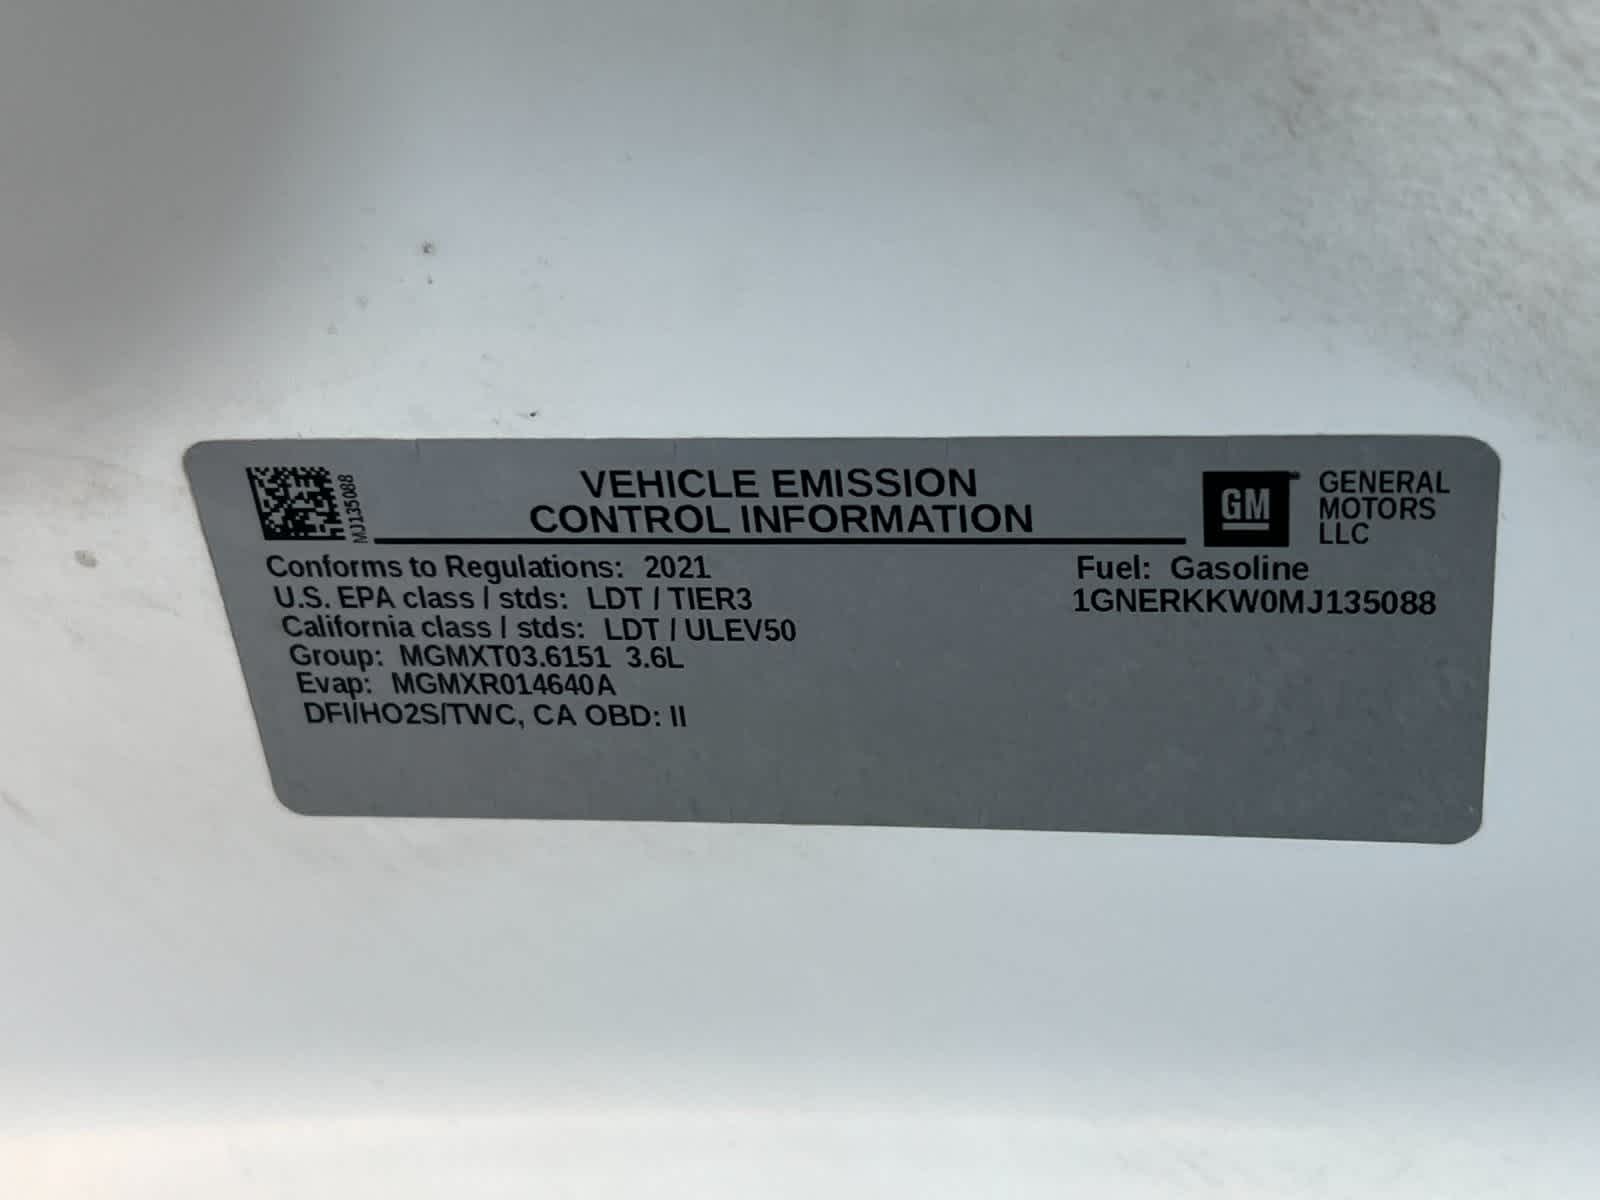 MJ135088
VEHICLE EMISSION
CONTROL INFORMATION
GM
GENERAL
MOTORS
LLC
Conforms to Regulations: 2021
U.S. EPA class / stds: LDT / TIER3
California class / stds: LDT / ULEV50
Group: MGMXT03.6151 3.6L
Evap: MGMXR014640A
DFI/HO2S/TWC, CA OBD: II
Fuel: Gasoline
1GNERKKW0MJ135088